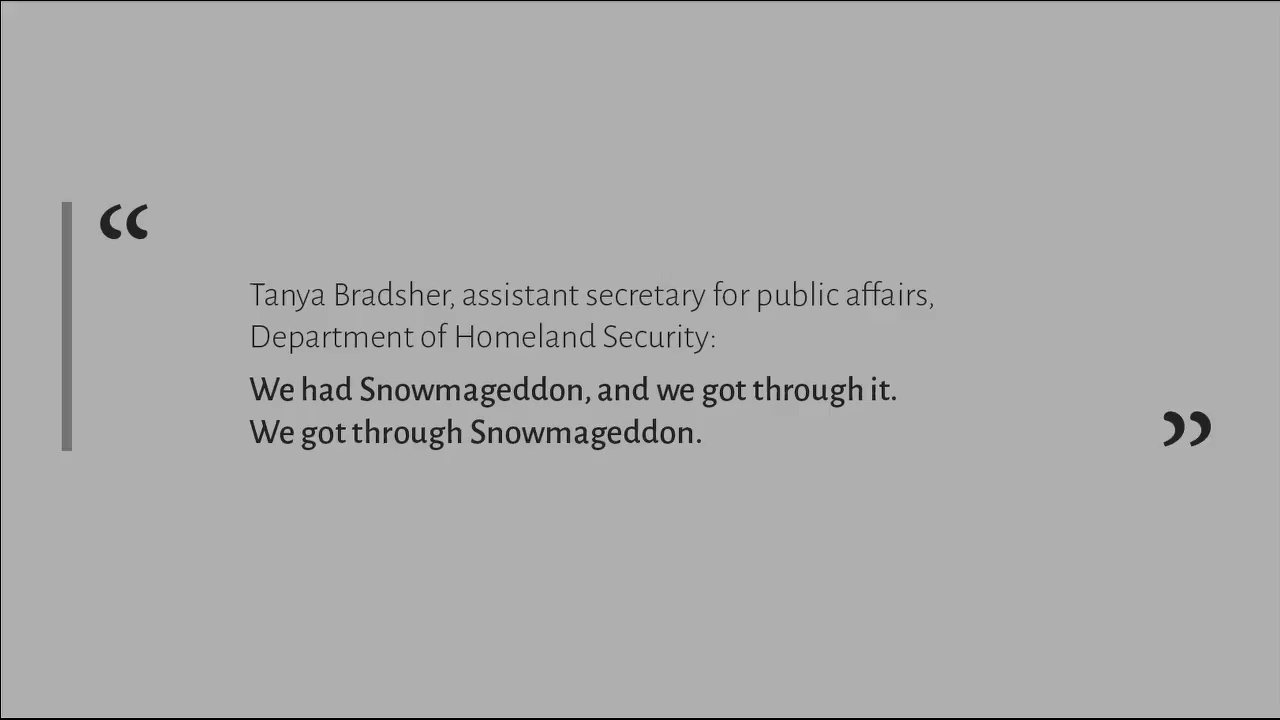 “
Tanya Bradsher, assistant secretary for public affairs,
Department of Homeland Security:
We had Snowmageddon, and we got through it.
We got through Snowmageddon.
”